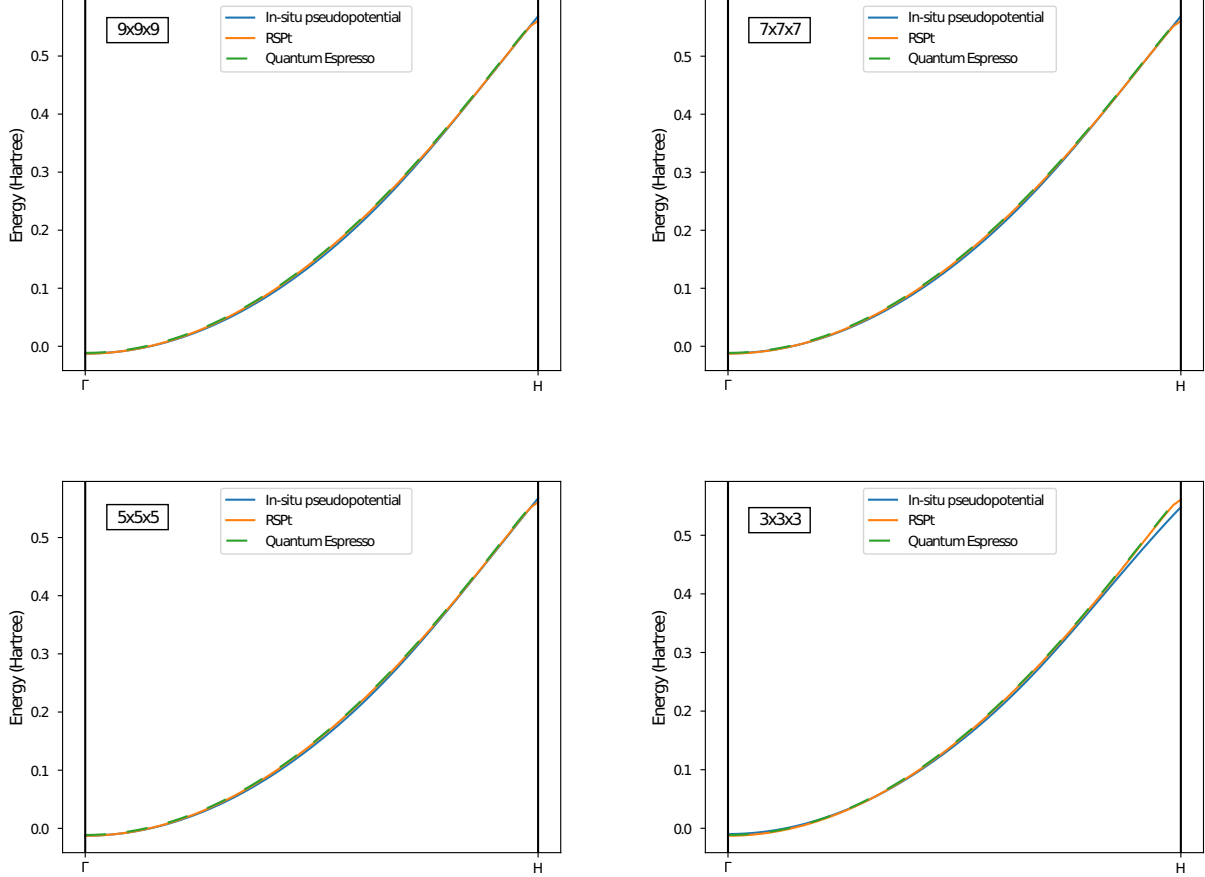 9x9x9
In-situ pseudopotential
RSPt
Quantum Espresso
Energy (Hartree)
0.5
0.4
0.3
0.2
0.1
0.0
Γ
H
7x7x7
In-situ pseudopotential
RSPt
Quantum Espresso
Energy (Hartree)
0.5
0.4
0.3
0.2
0.1
0.0
Γ
H
5x5x5
In-situ pseudopotential
RSPt
Quantum Espresso
Energy (Hartree)
0.5
0.4
0.3
0.2
0.1
0.0
Γ
H
3x3x3
In-situ pseudopotential
RSPt
Quantum Espresso
Energy (Hartree)
0.5
0.4
0.3
0.2
0.1
0.0
Γ
H